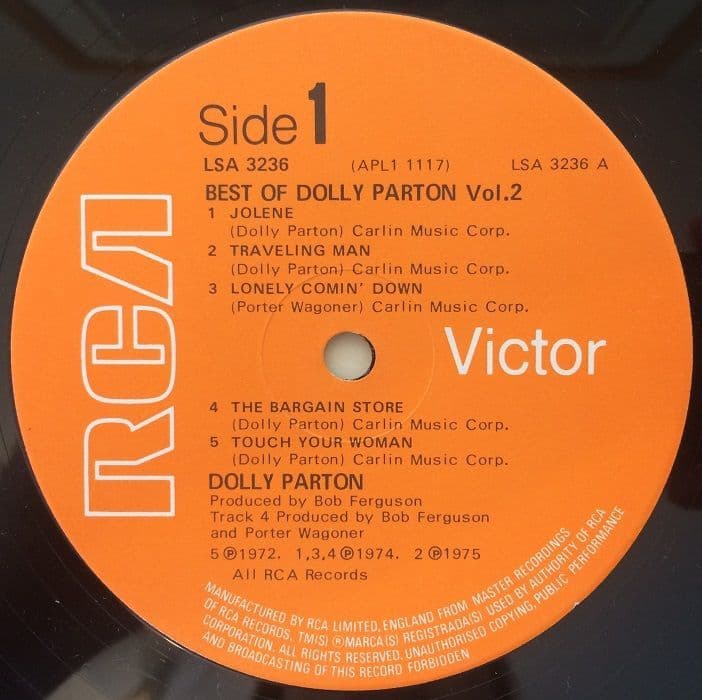 Side 1
LSA 3236 (APL1 1117) LSA 3236 A
BEST OF DOLLY PARTON Vol.2
1 JOLENE
(Dolly Parton) Carlin Music Corp.
2 TRAVELING MAN
(Dolly Parton) Carlin Music Corp.
3 LONELY COMIN' DOWN
(Porter Wagoner) Carlin Music Corp.
RCA
Victor
4 THE BARGAIN STORE
(Dolly Parton) Carlin Music Corp.
5 TOUCH YOUR WOMAN
(Dolly Parton) Carlin Music Corp.
DOLLY PARTON
Produced by Bob Ferguson
Track 4 Produced by Bob Ferguson
and Porter Wagoner
5 ℗1972. 1,3,4 ℗1974. 2 ℗1975
All RCA Records
MANUFACTURED BY RCA LIMITED, ENGLAND FROM MASTER RECORDINGS
OF RCA RECORDS. TM(S) ® MARCA(S) REGISTRADA(S) USED BY AUTHORITY OF RCA
CORPORATION. ALL RIGHTS RESERVED. UNAUTHORISED COPYING, PUBLIC PERFORMANCE
AND BROADCASTING OF THIS RECORD FORBIDDEN